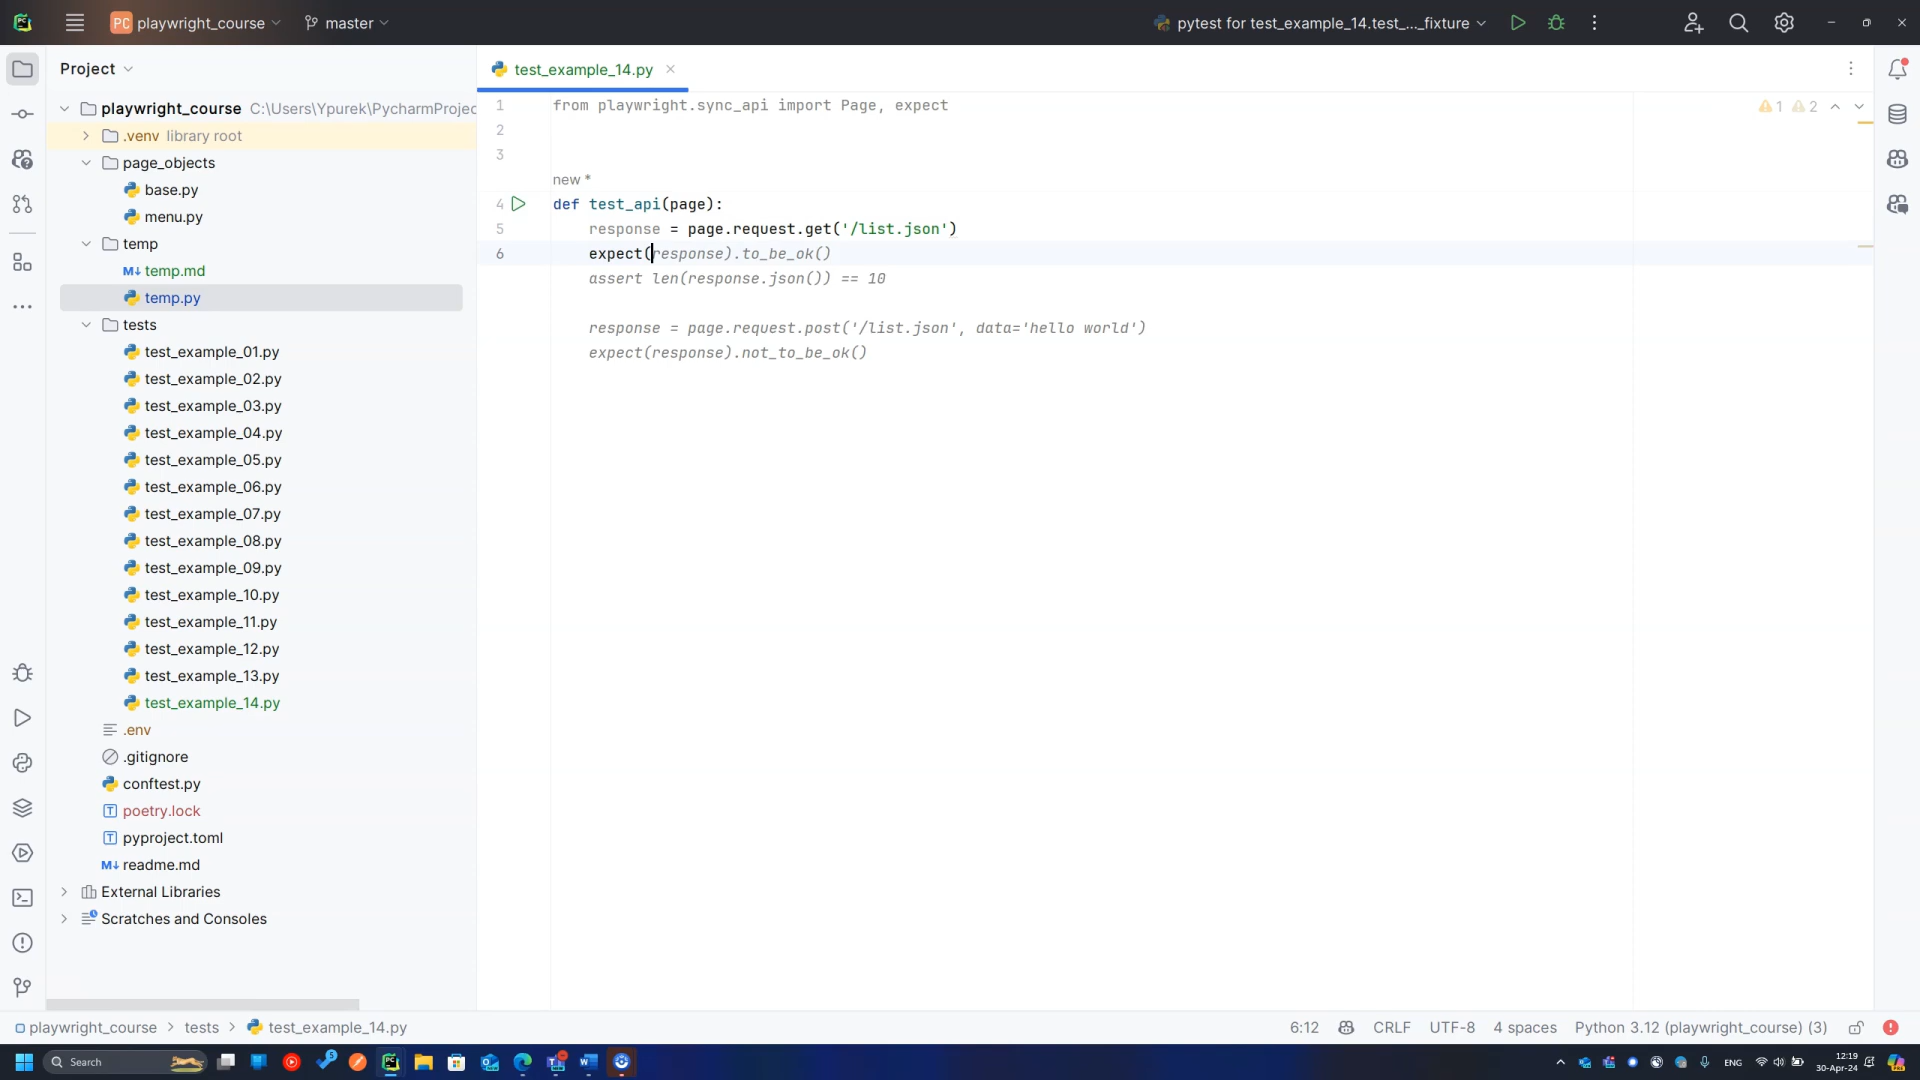 PC playwright_course master pytest for test_example_14.test_..._fixture
Project
test_example_14.py
playwright_course C:\Users\Ypurek\PycharmProjec
.venv library root
page_objects
base.py
menu.py
temp
M↓ temp.md
temp.py
tests
test_example_01.py
test_example_02.py
test_example_03.py
test_example_04.py
test_example_05.py
test_example_06.py
test_example_07.py
test_example_08.py
test_example_09.py
test_example_10.py
test_example_11.py
test_example_12.py
test_example_13.py
test_example_14.py
.env
.gitignore
conftest.py
T poetry.lock
T pyproject.toml
M↓ readme.md
External Libraries
Scratches and Consoles
1 from playwright.sync_api import Page, expect
1 2
2
3
new *
4 def test_api(page):
5 response = page.request.get('/list.json')
6 expect(response).to_be_ok()
assert len(response.json()) == 10
response = page.request.post('/list.json', data='hello world')
expect(response).not_to_be_ok()
playwright_course > tests > test_example_14.py
6:12 CRLF UTF-8 4 spaces Python 3.12 (playwright_course) (3)
Search
ENG
12:19
30-Apr-24